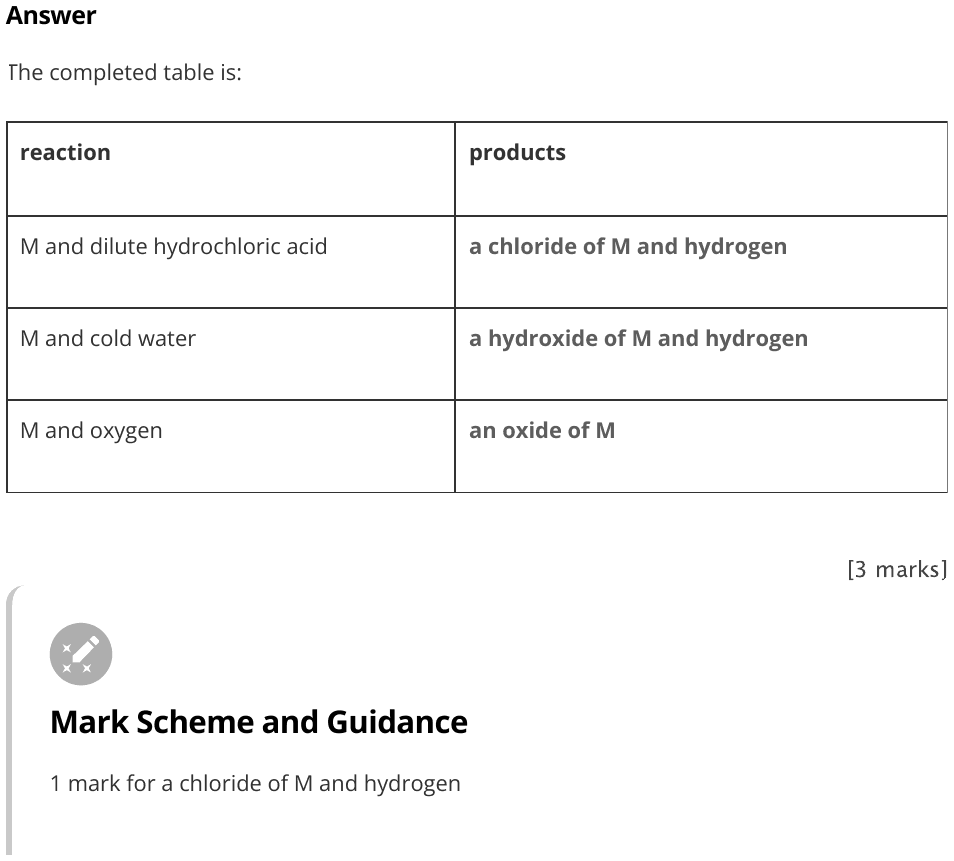 Answer
The completed table is:
reaction products
M and dilute hydrochloric acid a chloride of M and hydrogen
M and cold water a hydroxide of M and hydrogen
M and oxygen an oxide of M
[3 marks]
Mark Scheme and Guidance
1 mark for a chloride of M and hydrogen